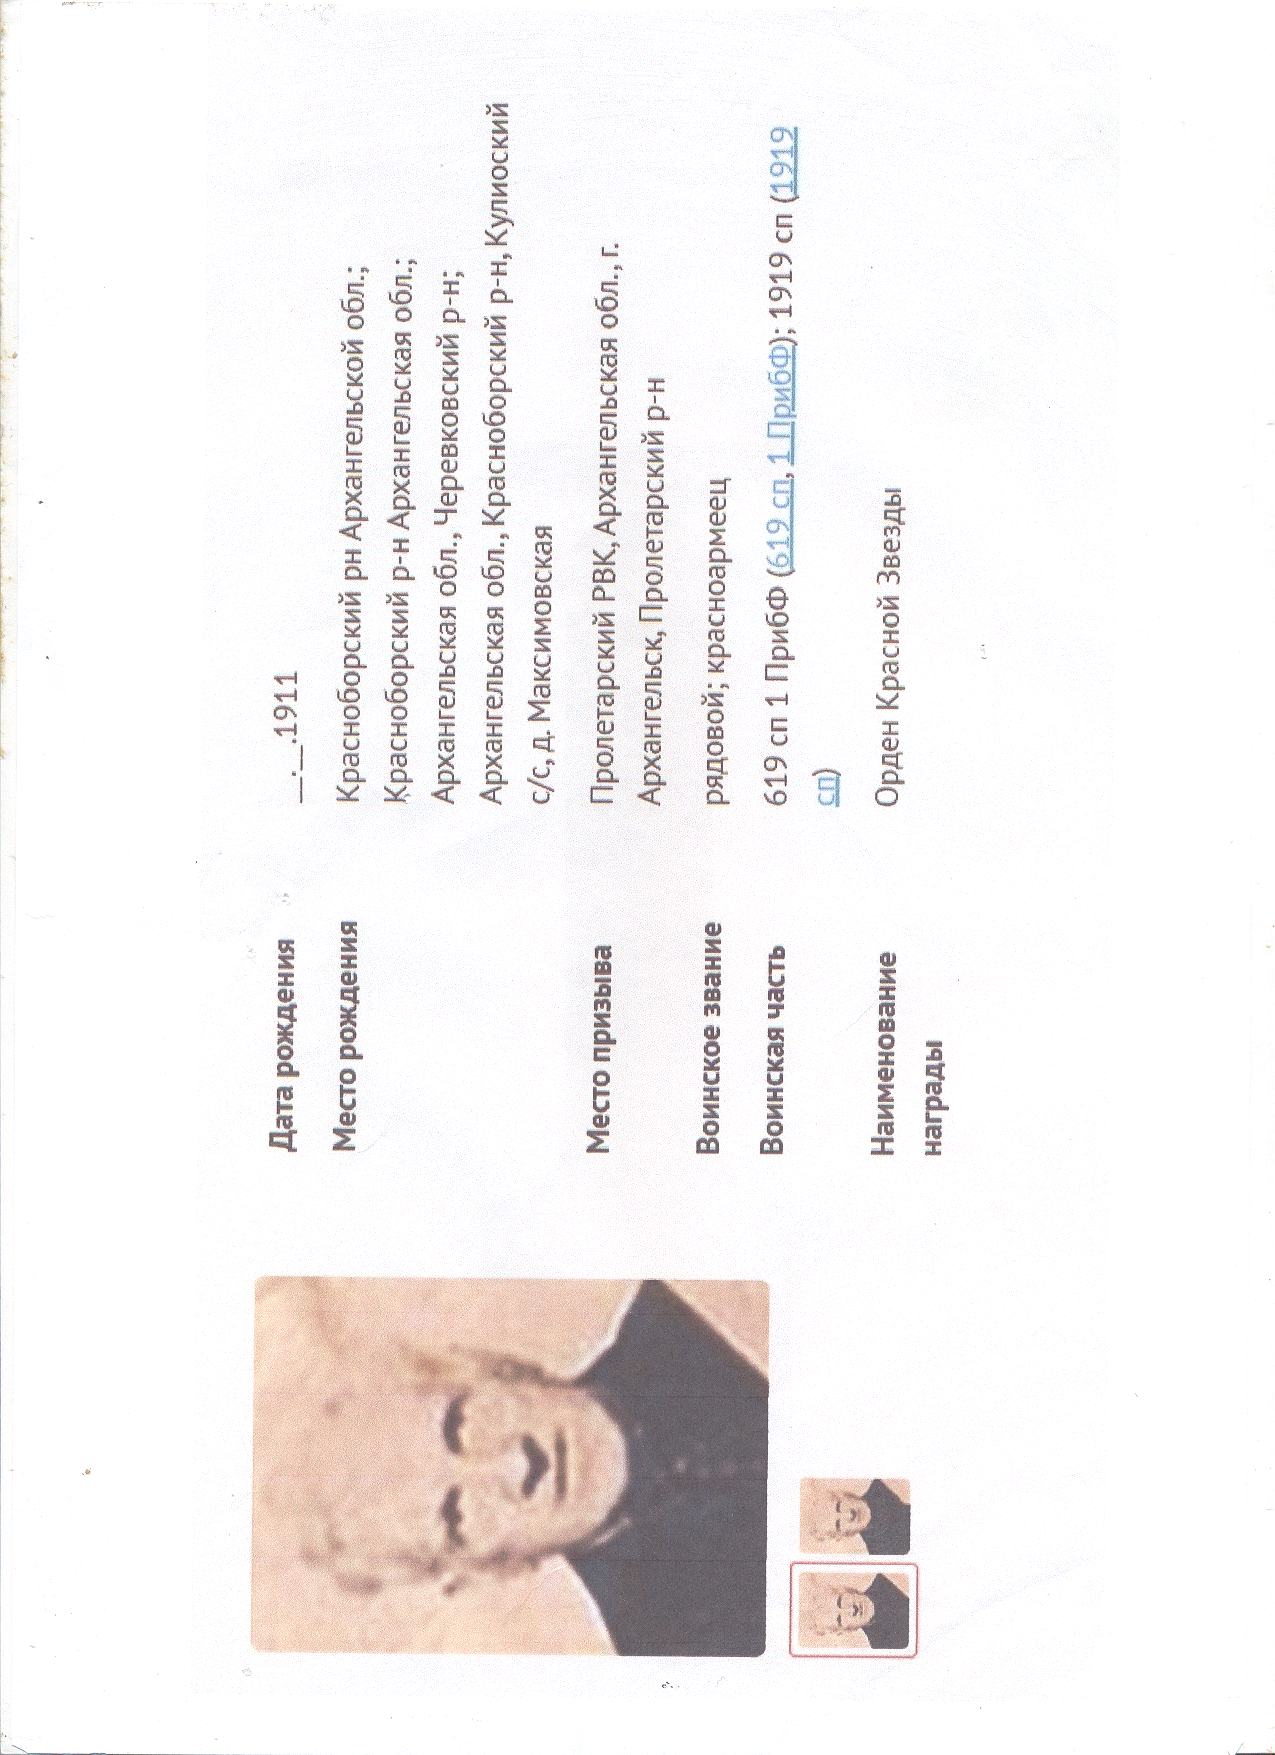 Дата рождения __.__.1911
Место рождения Красноборский рн Архангельской обл.;
Красноборский р-н Архангельская обл.;
Архангельская обл., Черевковский р-н;
Архангельская обл., Красноборский р-н, Кулиоский
с/с, д. Максимовская
Место призыва Пролетарский РВК, Архангельская обл., г.
Архангельск, Пролетарский р-н
Воинское звание рядовой; красноармеец
Воинская часть 619 сп 1 Прибф (619 сп, 1 ПрибФ); 1919 сп (1919
сп)
Наименование Орден Красной Звезды
награды